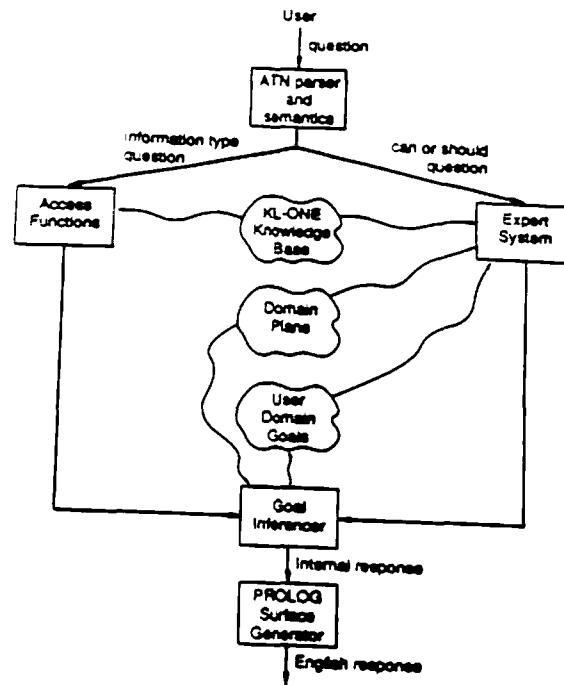 User
question
ATN parser
and
semantics
information type
question
can or should
question
Access
Functions
KL-ONE
Knowledge
Base
Expert
System
Domain
Plans
User
Domain
Goals
Goal
Inferencer
Internal response
PROLOG
Surface
Generator
English response